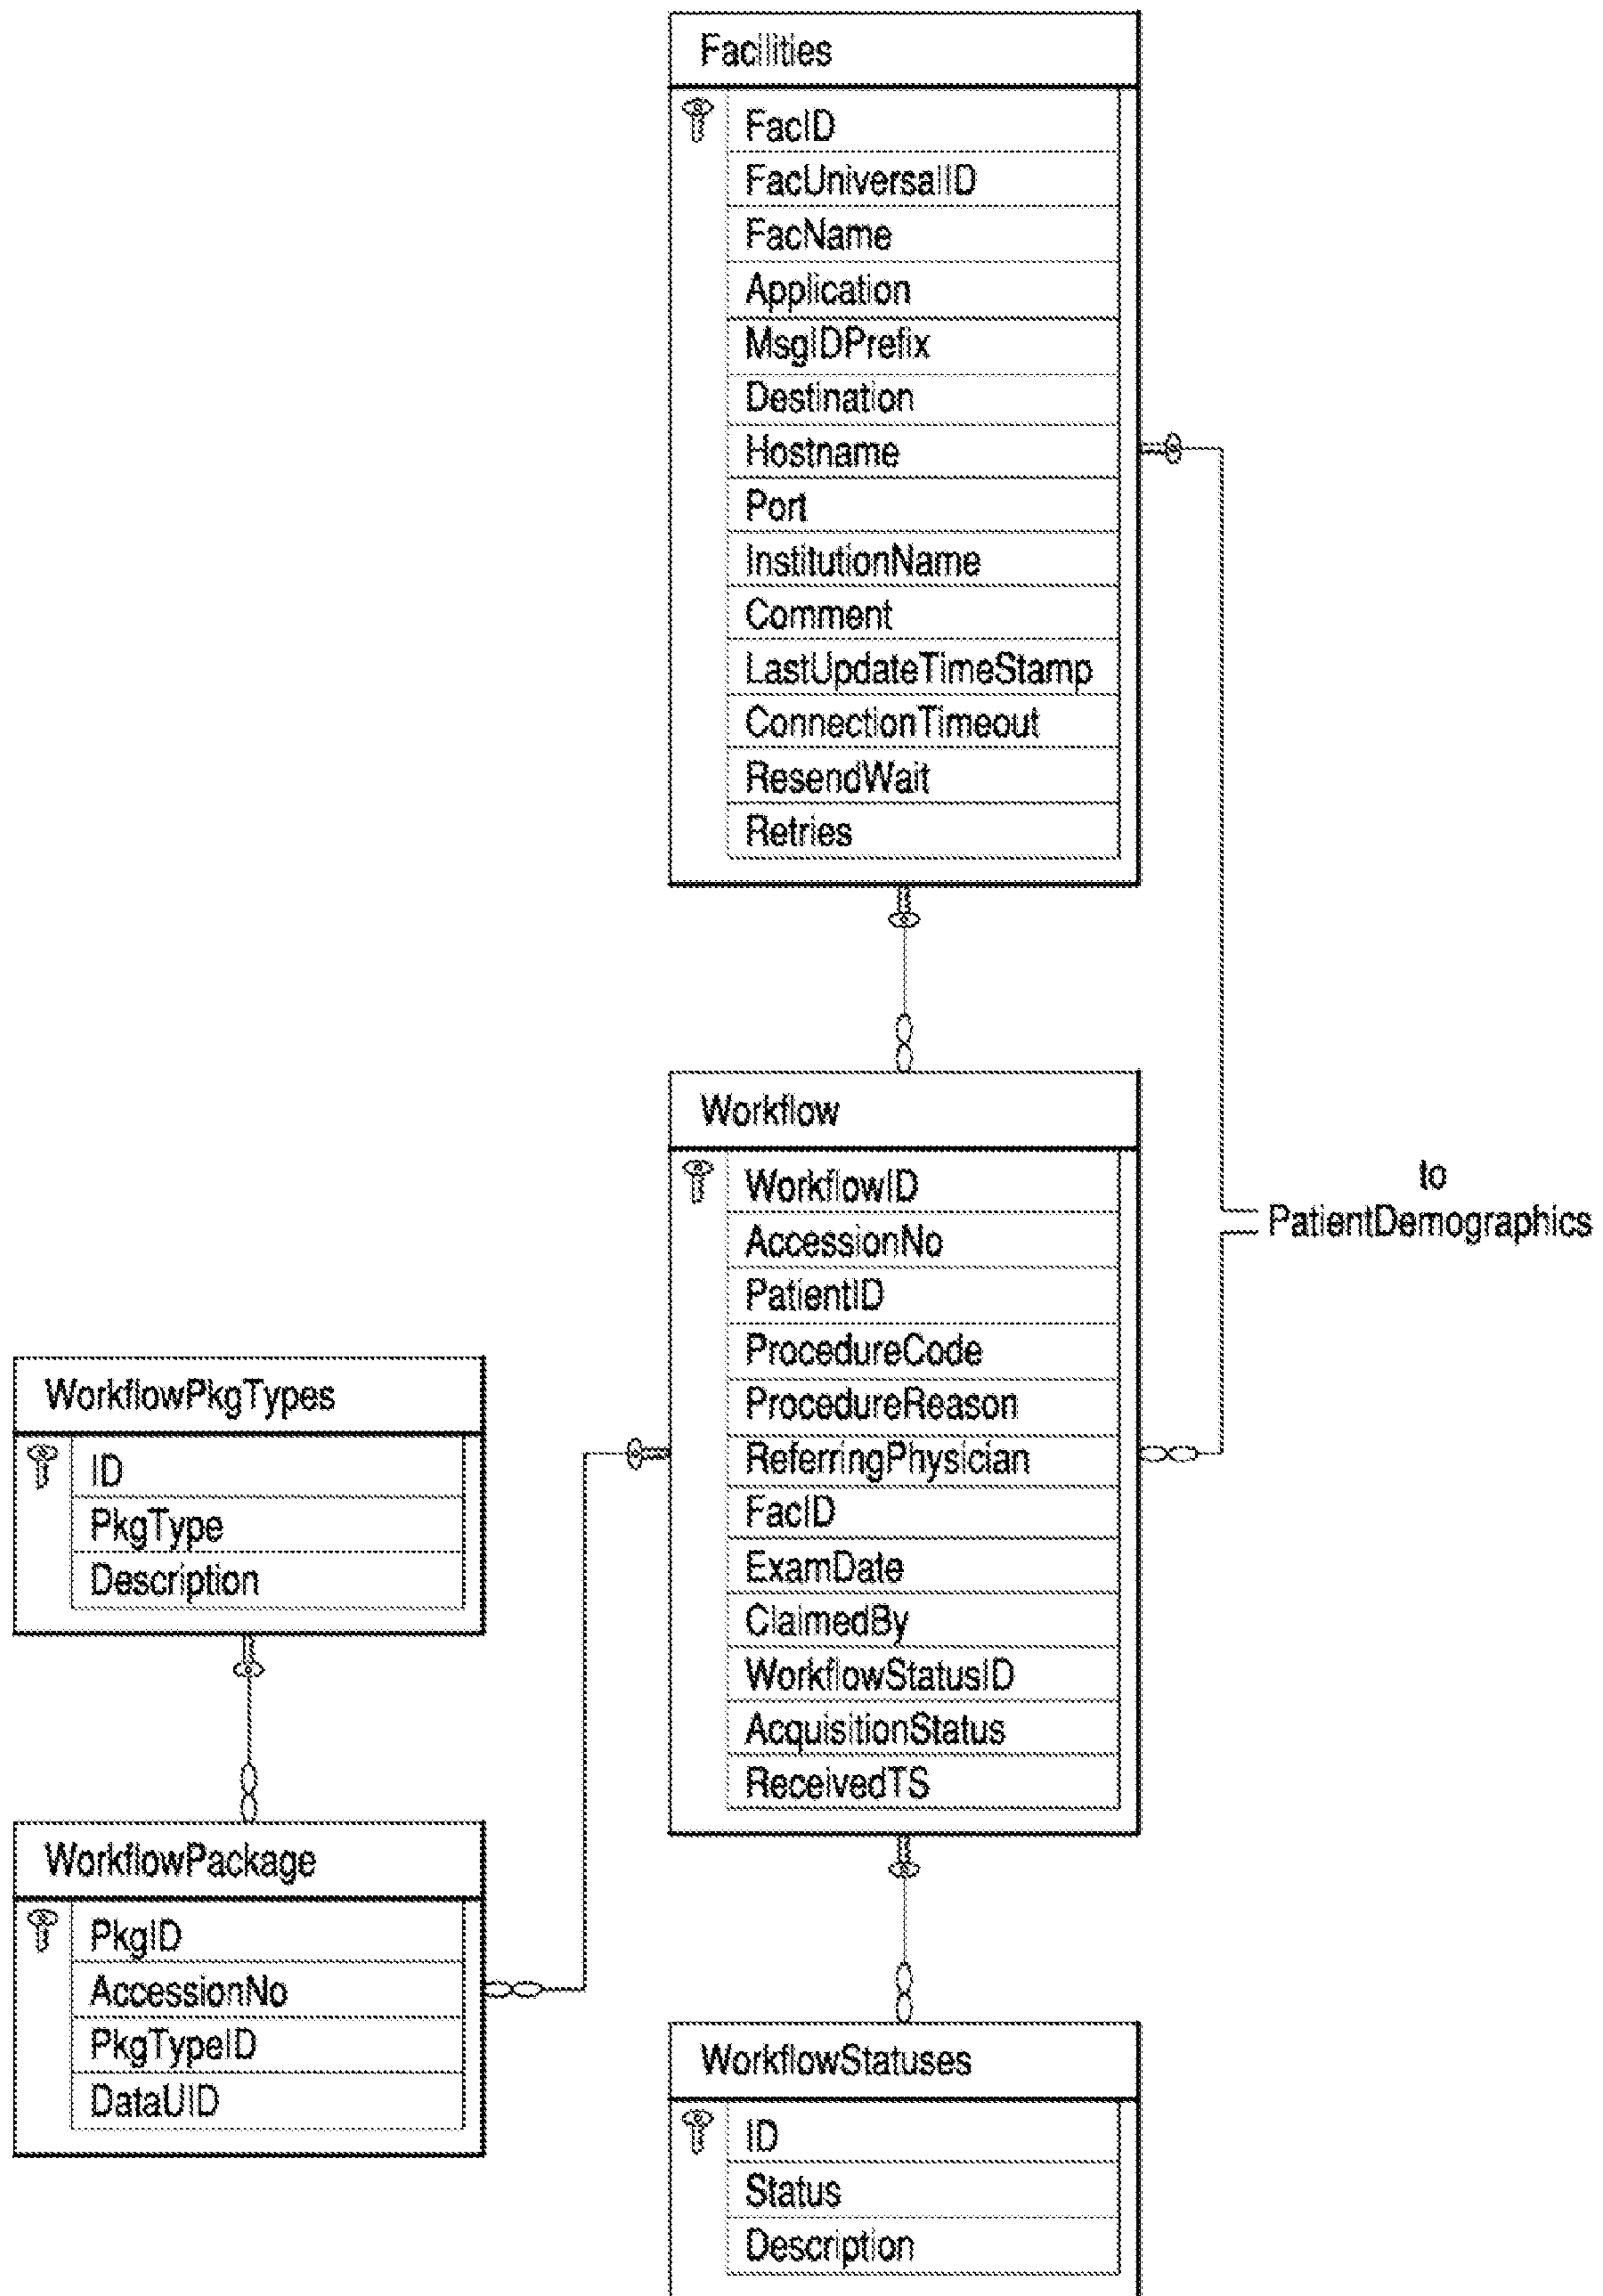 Facilities
FacID
FacUniversalID
FacName
Application
MsgIDPrefix
Destination
Hostname
Port
InstitutionName
Comment
LastUpdateTimeStamp
ConnectionTimeout
ResendWait
Retries
Workflow
WorkflowID
AccessionNo
PatientID
ProcedureCode
ProcedureReason
ReferringPhysician
FacID
ExamDate
ClaimedBy
WorkflowStatusID
AcquisitionStatus
ReceivedTS
to
PatientDemographics
WorkflowPkgTypes
ID
PkgType
Description
WorkflowPackage
PkgID
AccessionNo
PkgTypeID
DataUID
WorkflowStatuses
ID
Status
Description